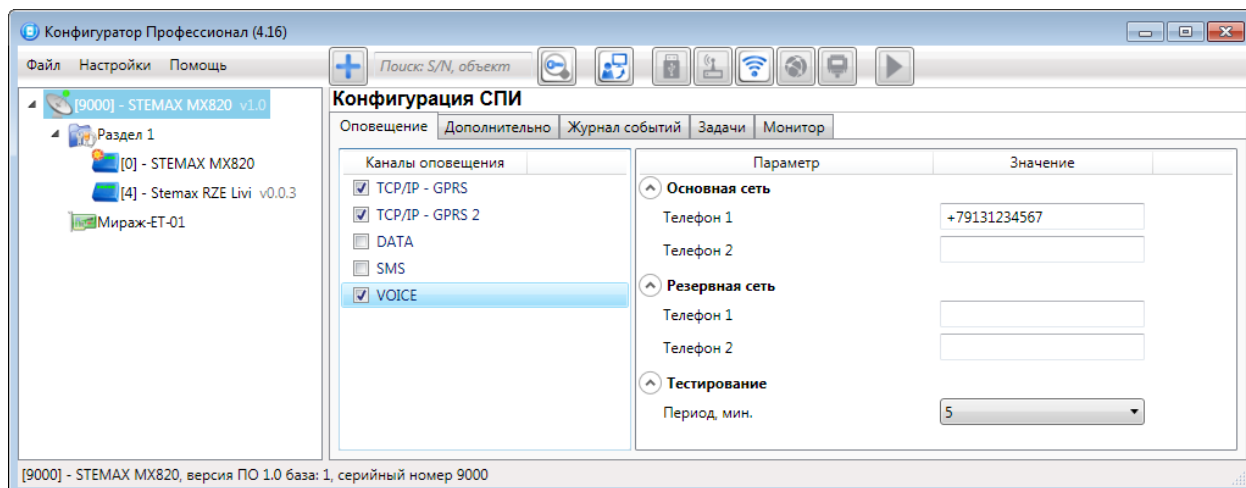 Конфигуратор Профессионал (4.16)
Файл Настройки Помощь Поиск: S/N, объект
[9000] - STEMAX MX820 v1.0
Раздел 1
[0] - STEMAX MX820
[4] - Stemax RZE Livi v0.0.3
Мираж-ET-01
Конфигурация СПИ
Оповещение Дополнительно Журнал событий Задачи Монитор
Каналы оповещения
TCP/IP - GPRS
TCP/IP - GPRS 2
DATA
SMS
VOICE
Параметр Значение
Основная сеть
Телефон 1 +79131234567
Телефон 2
Резервная сеть
Телефон 1
Телефон 2
Тестирование
Период, мин. 5
[9000] - STEMAX MX820, версия ПО 1.0 база: 1, серийный номер 9000